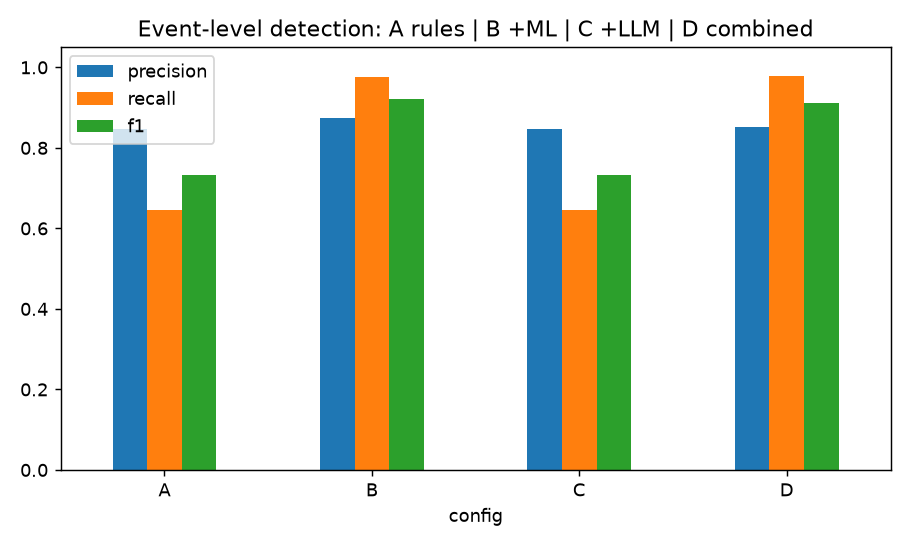 Event-level detection: A rules | B +ML | C +LLM | D combined
precision
recall
f1
1.0
0.8
0.6
0.4
0.2
0.0
A
B
C
D
config